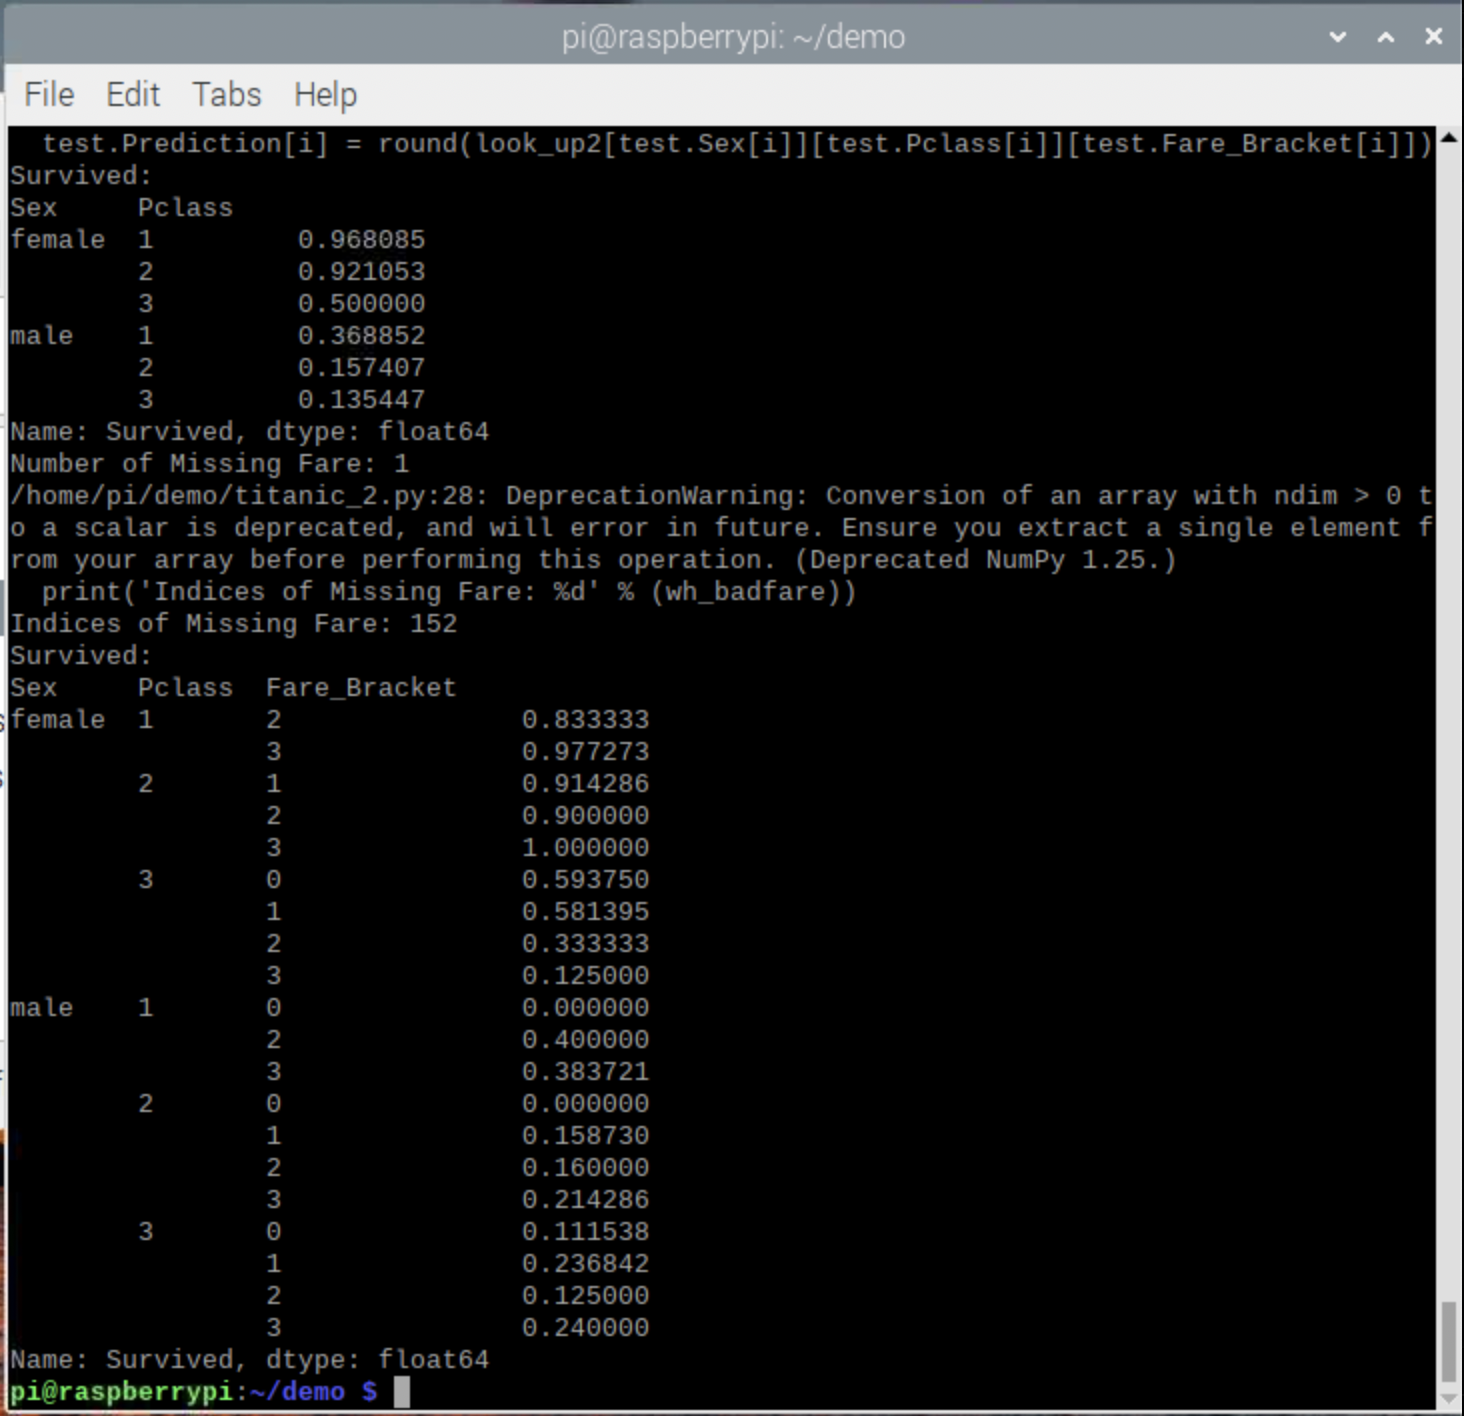 pi@raspberrypi: ~/demo
File Edit Tabs Help
  test.Prediction[i] = round(look_up2[test.Sex[i]][test.Pclass[i]][test.Fare_Bracket[i]])
Survived:
Sex     Pclass
female  1         0.968085
        2         0.921053
        3         0.500000
male    1         0.368852
        2         0.157407
        3         0.135447
Name: Survived, dtype: float64
Number of Missing Fare: 1
/home/pi/demo/titanic_2.py:28: DeprecationWarning: Conversion of an array with ndim > 0 t
o a scalar is deprecated, and will error in future. Ensure you extract a single element f
rom your array before performing this operation. (Deprecated NumPy 1.25.)
  print('Indices of Missing Fare: %d' % (wh_badfare))
Indices of Missing Fare: 152
Survived:
Sex     Pclass  Fare_Bracket
female  1       2               0.833333
                3               0.977273
        2       1               0.914286
                2               0.900000
                3               1.000000
        3       0               0.593750
                1               0.581395
                2               0.333333
                3               0.125000
male    1       0               0.000000
                2               0.400000
                3               0.383721
        2       0               0.000000
                1               0.158730
                2               0.160000
                3               0.214286
        3       0               0.111538
                1               0.236842
                2               0.125000
                3               0.240000
Name: Survived, dtype: float64
pi@raspberrypi:~/demo $